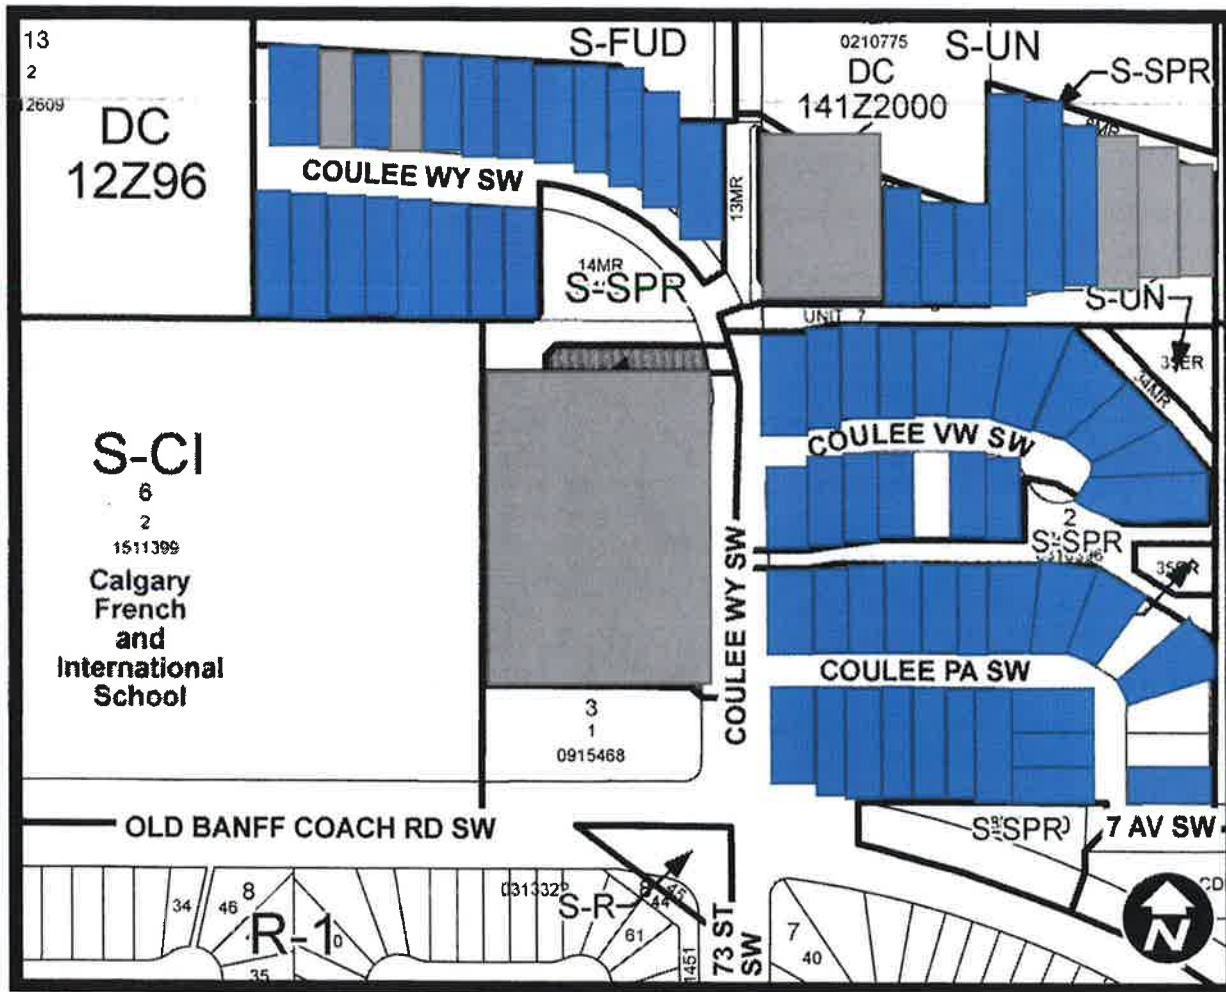 13
2
12609
DC
12Z96
S-FUD
0210775
DC
141Z2000
S-UN
S-SPR
COULEE WY SW
13MR
14MR
S-SPR
S-UN
UNIT 7
35ER
34MR
S-CI
6
2
1511399
Calgary
French
and
International
School
COULEE VW SW
2
S-SPR
COULEE WY SW
COULEE PA SW
3
1
0915468
OLD BANFF COACH RD SW
S-SPR
7 AV SW
34
8
46
R-1
35
S-R
44
45
61
1451
73 ST
SW
7
40
CD
N